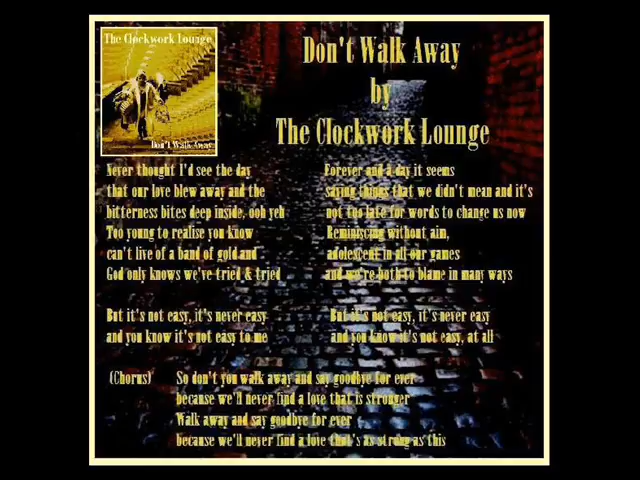 The Clockwork Lounge
Don't Walk Away
Don't Walk Away
by
The Clockwork Lounge
Never thought I'd see the day
that our love blew away and the
bitterness bites deep inside, ooh yeh
Too young to realise you know
can't live of a band of gold and
God only knows we've tried & tried
But it's not easy, it's never easy
and you know it's not easy to me
Forever and a day it seems
saying things that we didn't mean and it's
not too late for words to change us now
Reminiscing without aim,
adolescent in all our games
and we're both to blame in many ways
But it's not easy, it's never easy
and you know it's not easy, at all
(Chorus) So don't you walk away and say goodbye for ever
because we'll never find a love that is stronger
Walk away and say goodbye for ever
because we'll never find a love that's as strong as this